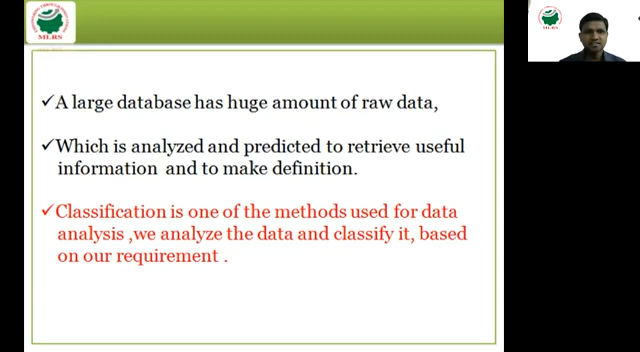 MLRS
MLRS
✓A large database has huge amount of raw data,
✓Which is analyzed and predicted to retrieve useful
information and to make definition.
✓Classification is one of the methods used for data
analysis ,we analyze the data and classify it, based
on our requirement .